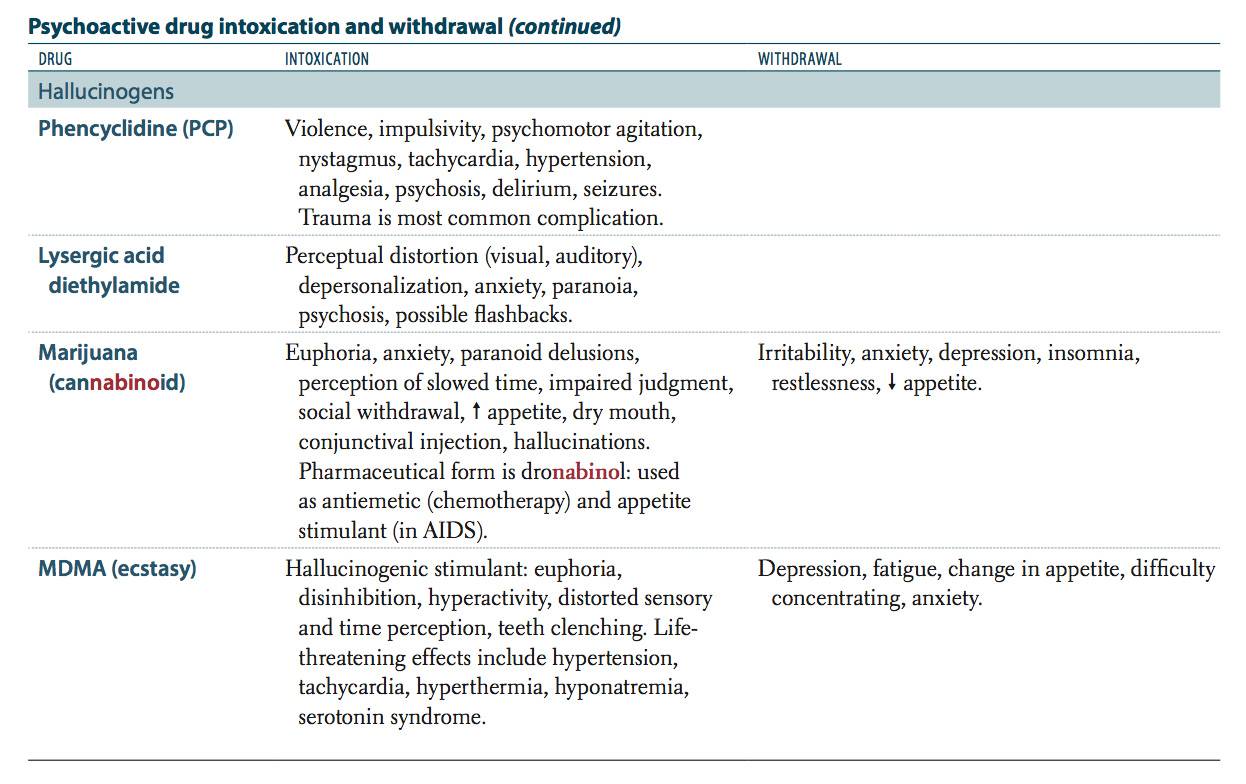 Psychoactive drug intoxication and withdrawal (continued)
DRUG INTOXICATION WITHDRAWAL
Hallucinogens
Phencyclidine (PCP) Violence, impulsivity, psychomotor agitation,
nystagmus, tachycardia, hypertension,
analgesia, psychosis, delirium, seizures.
Trauma is most common complication.
Lysergic acid Perceptual distortion (visual, auditory),
diethylamide depersonalization, anxiety, paranoia,
psychosis, possible flashbacks.
Marijuana Euphoria, anxiety, paranoid delusions, Irritability, anxiety, depression, insomnia,
(cannabinoid) perception of slowed time, impaired judgment, restlessness, ↓ appetite.
social withdrawal, ↑ appetite, dry mouth,
conjunctival injection, hallucinations.
Pharmaceutical form is dronabinol: used
as antiemetic (chemotherapy) and appetite
stimulant (in AIDS).
MDMA (ecstasy) Hallucinogenic stimulant: euphoria, Depression, fatigue, change in appetite, difficulty
disinhibition, hyperactivity, distorted sensory concentrating, anxiety.
and time perception, teeth clenching. Life-
threatening effects include hypertension,
tachycardia, hyperthermia, hyponatremia,
serotonin syndrome.